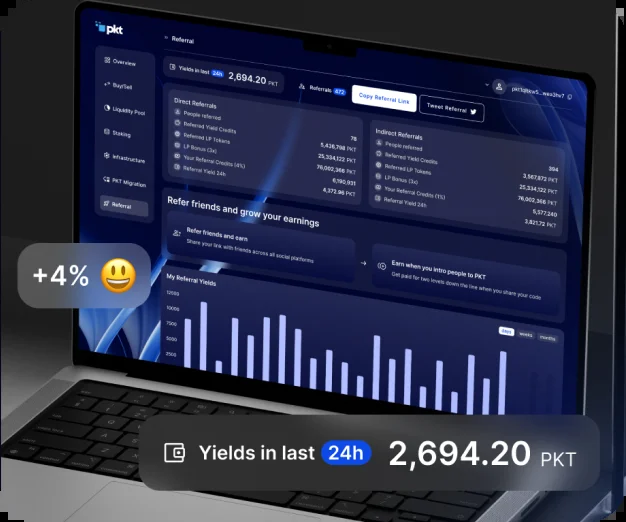 pkt
Referral
Overview
Buy/Sell
Liquidity Pool
Staking
Infrastructure
PKT Migration
Referral
Yields in last 24h 2,694.20 PKT
Referrals 472
Copy Referral Link
Tweet Referral
Direct Referrals
People referred 78
Referred Yield Credits 5,438,798 PKT
Referred LP Tokens 25,334,122 PKT
LP Bonus (3x) 76,002,366 PKT
Your Referral Credits (4%) 6,190,931
Referral Yield 24h 4,372.96 PKT
Indirect Referrals
People referred 394
Referred Yield Credits 3,567,872 PKT
Referred LP Tokens 25,334,122 PKT
LP Bonus (3x) 76,002,366 PKT
Your Referral Credits (1%) 5,577,240
Referral Yield 24h 3,621.72 PKT
Refer friends and grow your earnings
Refer friends and earn
Share your link with friends across all social platforms
Earn when you intro people to PKT
Get paid for two levels down the line when you share your code
My Referral Yields
days weeks months
12500
10000
7500
5000
2500
+4% 😃
Yields in last 24h 2,694.20 PKT